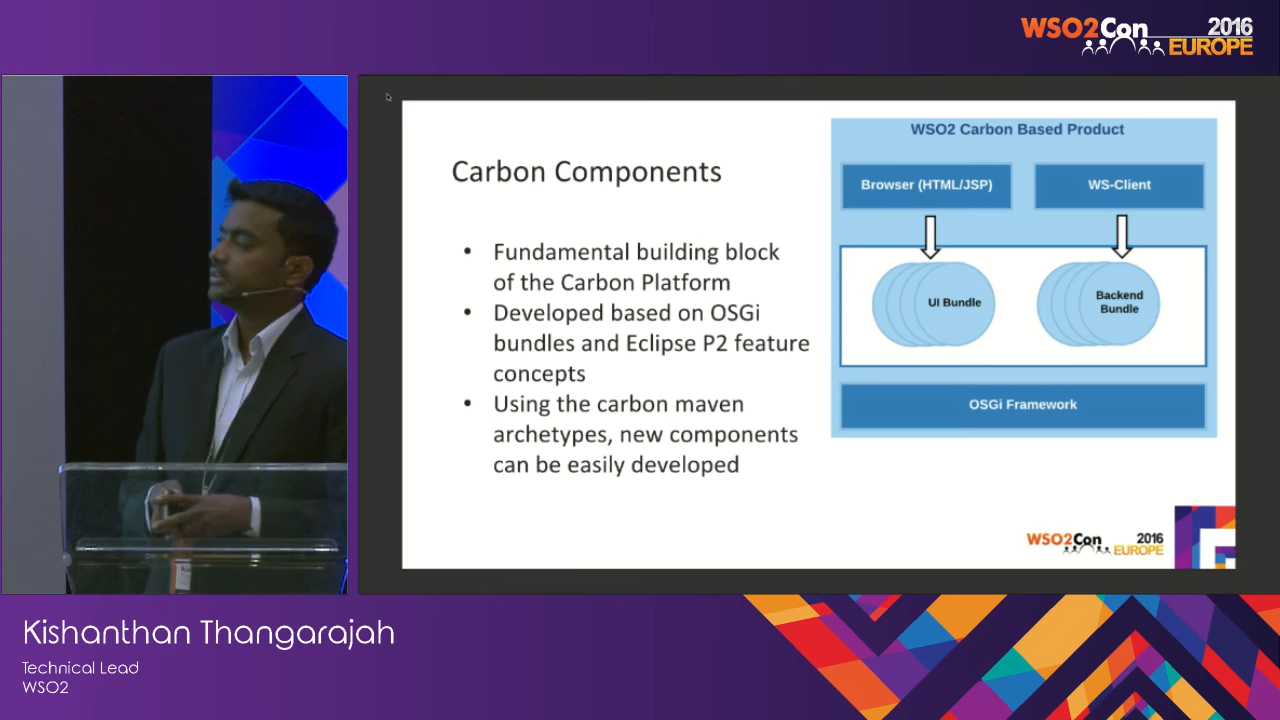 WSO2Con 2016
EUROPE
Carbon Components
• Fundamental building block
of the Carbon Platform
• Developed based on OSGi
bundles and Eclipse P2 feature
concepts
• Using the carbon maven
archetypes, new components
can be easily developed
WSO2 Carbon Based Product
Browser (HTML/JSP)
WS-Client
UI Bundle
Backend
Bundle
OSGi Framework
WSO2Con 2016
EUROPE
Kishanthan Thangarajah
Technical Lead
WSO2